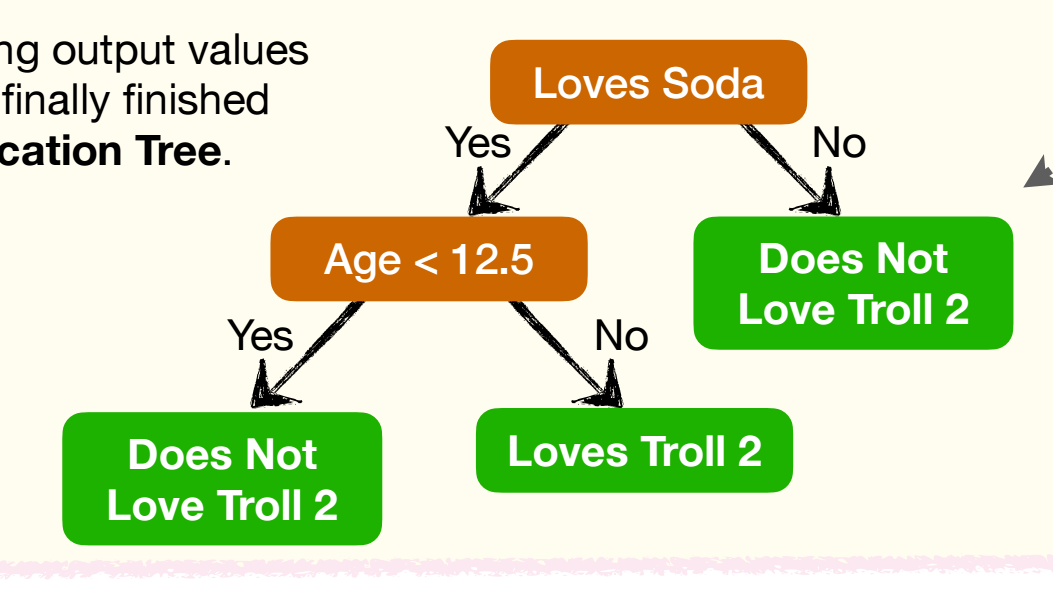 ng output values
finally finished
cation Tree.
Loves Soda
Yes
No
Age < 12.5
Does Not
Love Troll 2
Yes
No
Does Not
Love Troll 2
Loves Troll 2